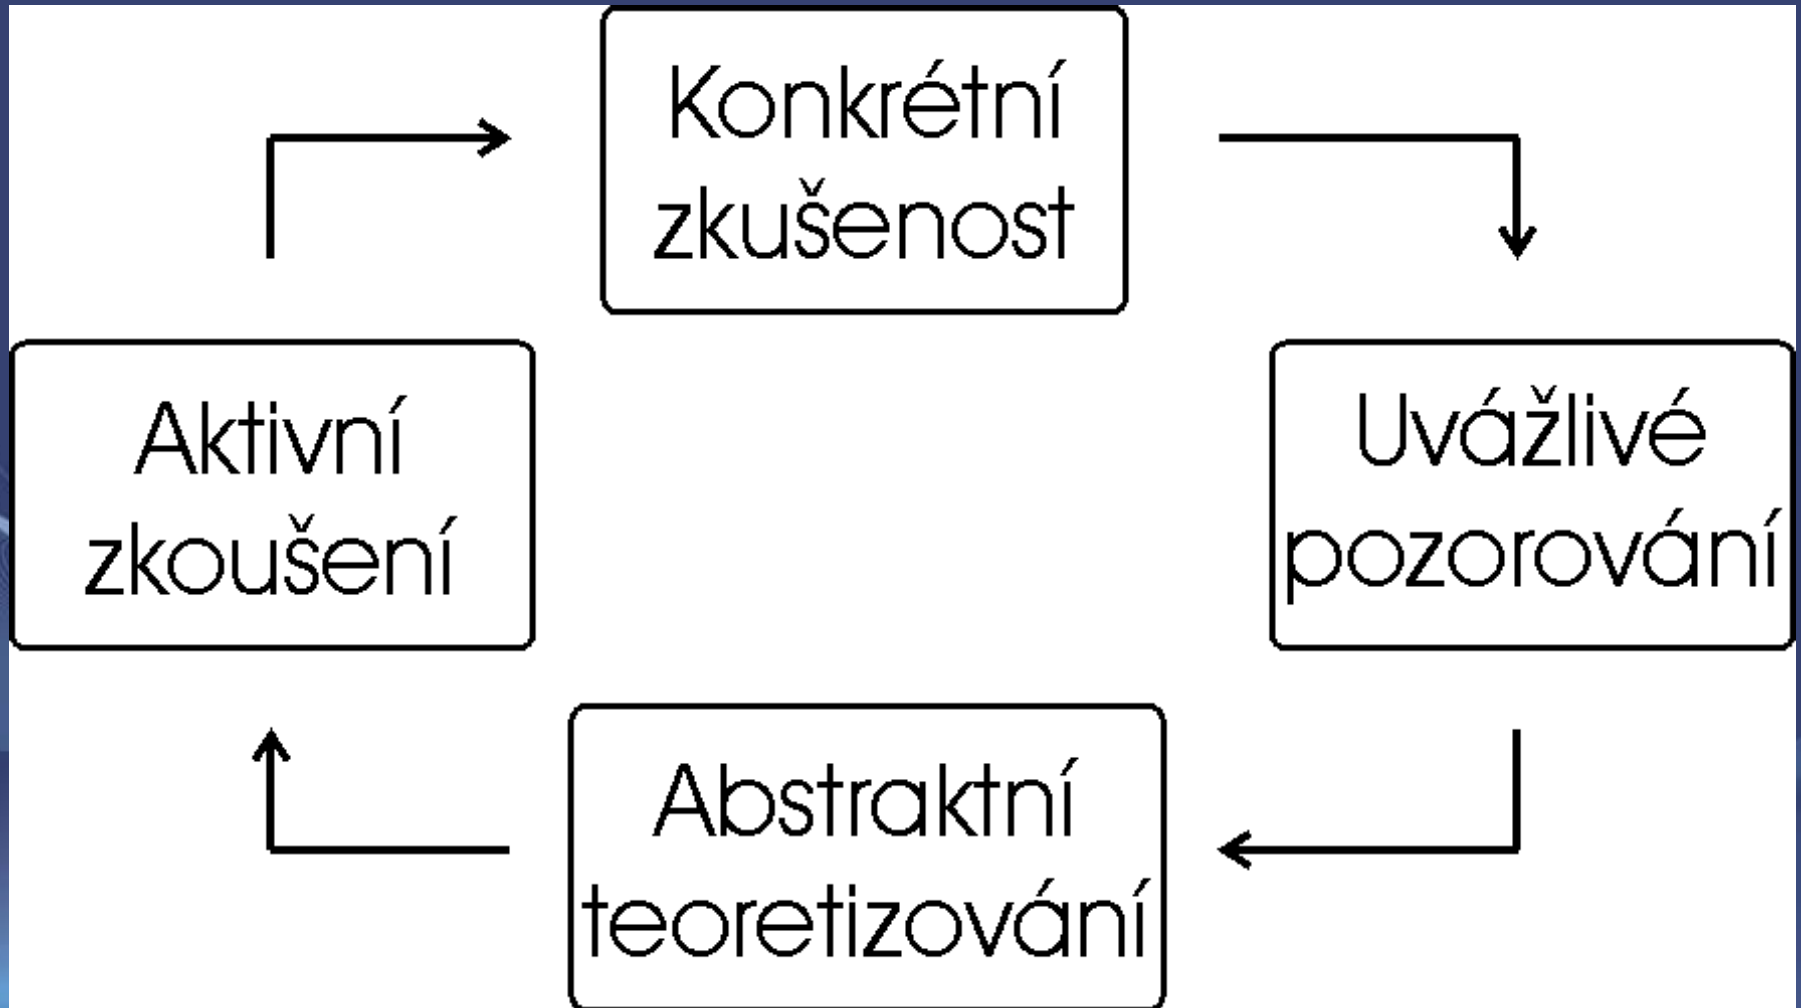 Konkrétní
zkušenost
Aktivní
zkoušení
Uvážlivé
pozorování
Abstraktní
teoretizování